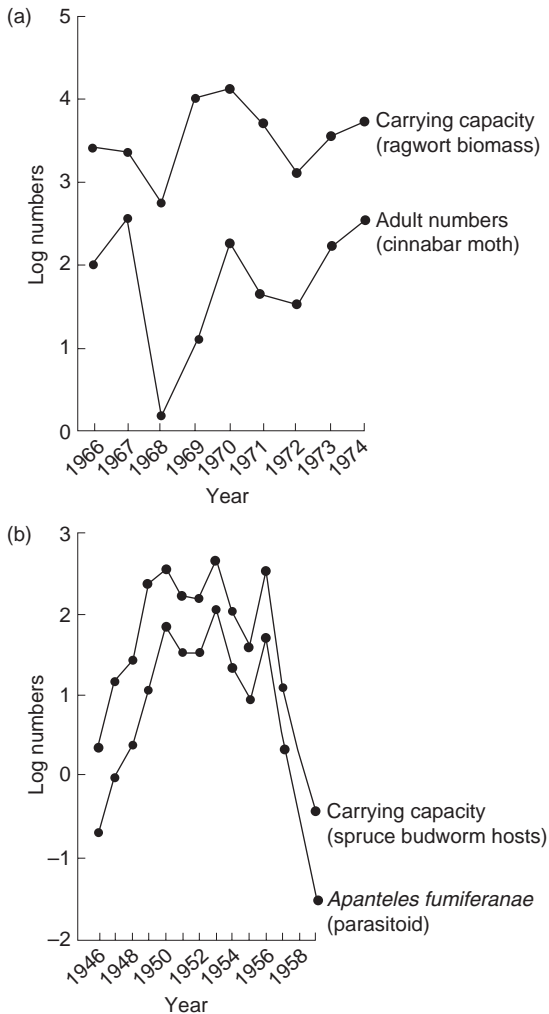 (a)
5
4
3
2
1
0
Log numbers
Carrying capacity
(ragwort biomass)
Adult numbers
(cinnabar moth)
1966 1967 1968 1969 1970 1971 1972 1973 1974
Year
(b)
3
2
1
0
–1
–2
Log numbers
Carrying capacity
(spruce budworm hosts)
Apanteles fumiferanae
(parasitoid)
1946 1948 1950 1952 1954 1956 1958
Year